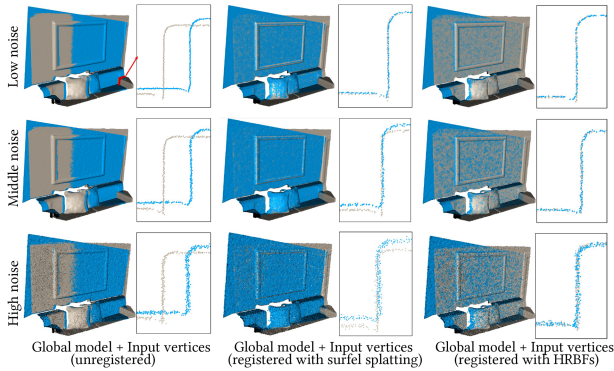 Low noise
Middle noise
High noise
Global model + Input vertices
(unregistered)
Global model + Input vertices
(registered with surfel splatting)
Global model + Input vertices
(registered with HRBFs)